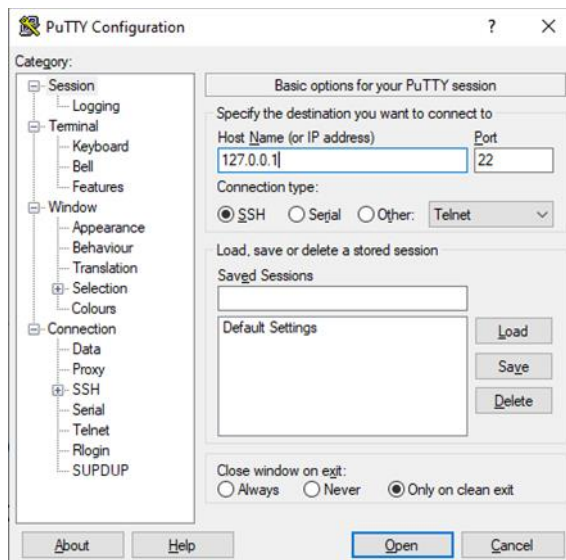 PuTTY Configuration ? ×
Category:
Session
Logging
Terminal
Keyboard
Bell
Features
Window
Appearance
Behaviour
Translation
Selection
Colours
Connection
Data
Proxy
SSH
Serial
Telnet
Rlogin
SUPDUP
Basic options for your PuTTY session
Specify the destination you want to connect to
Host Name (or IP address) Port
127.0.0.1 22
Connection type:
SSH Serial Other: Telnet
Load, save or delete a stored session
Saved Sessions
Default Settings
Load
Save
Delete
Close window on exit:
Always Never Only on clean exit
About Help Open Cancel